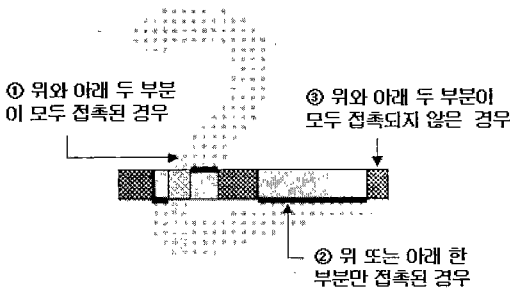 ① 위와 아래 두 부분
이 모두 접촉된 경우
③ 위와 아래 두 부분이
모두 접촉되지 않은 경우
② 위 또는 아래 한
부분만 접촉된 경우